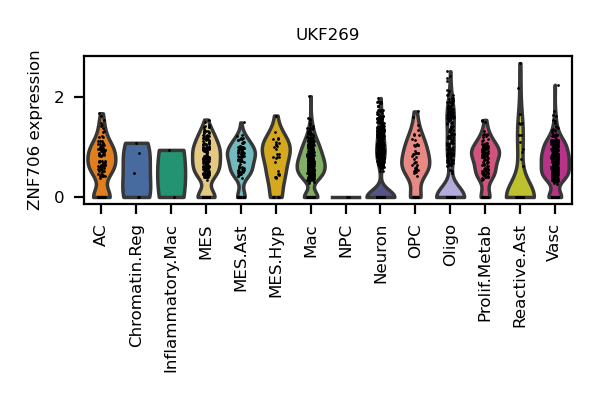 UKF269
ZNF706 expression
2
0
AC
Chromatin.Reg
Inflammatory.Mac
MES
MES.Ast
MES.Hyp
Mac
NPC
Neuron
OPC
Oligo
Prolif.Metab
Reactive.Ast
Vasc